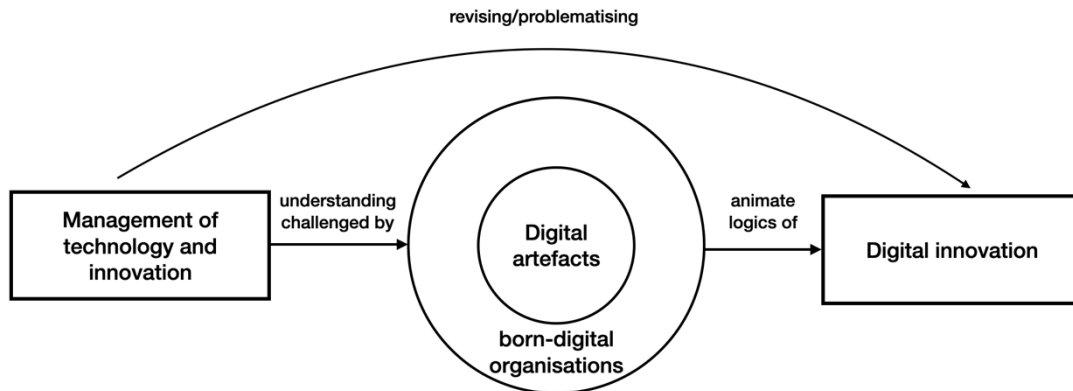 revising/problematising
Management of
technology and
innovation
understanding
challenged by
Digital
artefacts
born-digital
organisations
animate
logics of
Digital innovation